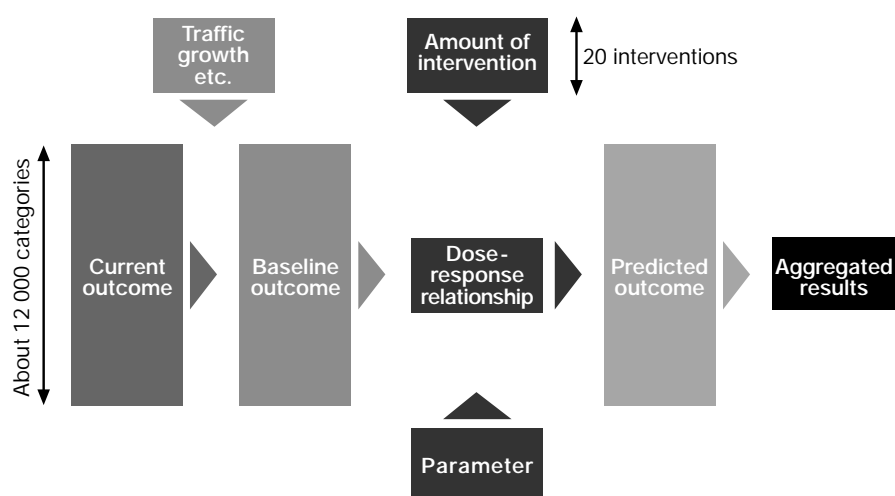 Traffic
growth
etc.
Amount of
intervention
20 interventions
About 12 000 categories
Current
outcome
Baseline
outcome
Dose-
response
relationship
Predicted
outcome
Aggregated
results
Parameter